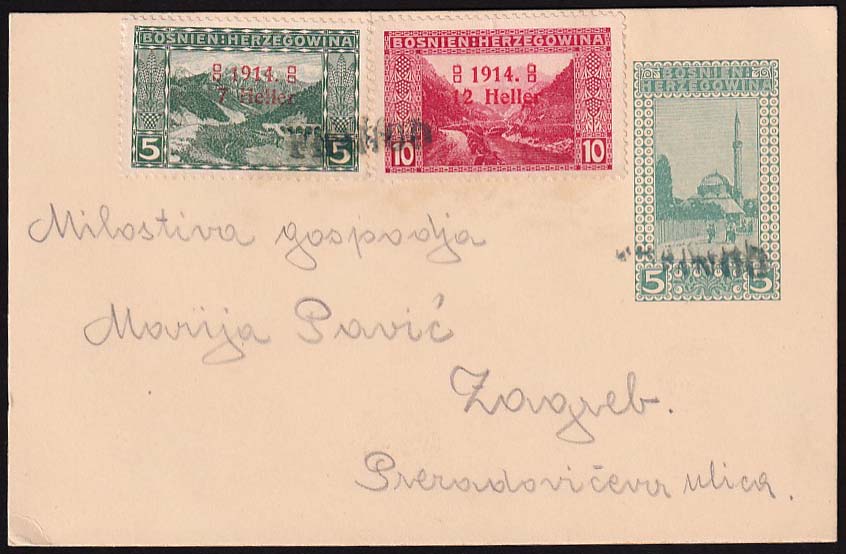 BOSNIEN:HERZEGOWINA
1914.
7 Heller
5 5
BOSNIEN:HERZEGOWINA
1914.
12 Heller
10 10
BOSNIEN:
HERZEGOWINA
5 5
Milostiva gospodja
Marija Pavić
Zagreb.
Preradovićeva ulica.